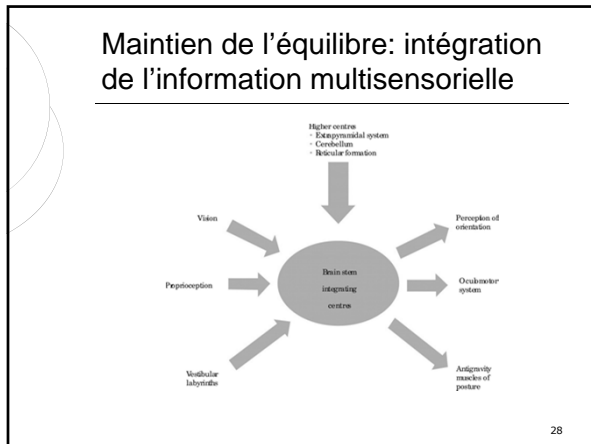 Maintien de l’équilibre: intégration
de l’information multisensorielle
Higher centres
• Extrapyramidal system
• Cerebellum
• Reticular formation
Vision
Perception of
orientation
Brain stem
integrating
centres
Proprioception
Oculomotor
system
Vestibular
labyrinths
Antigravity
muscles of
posture
28